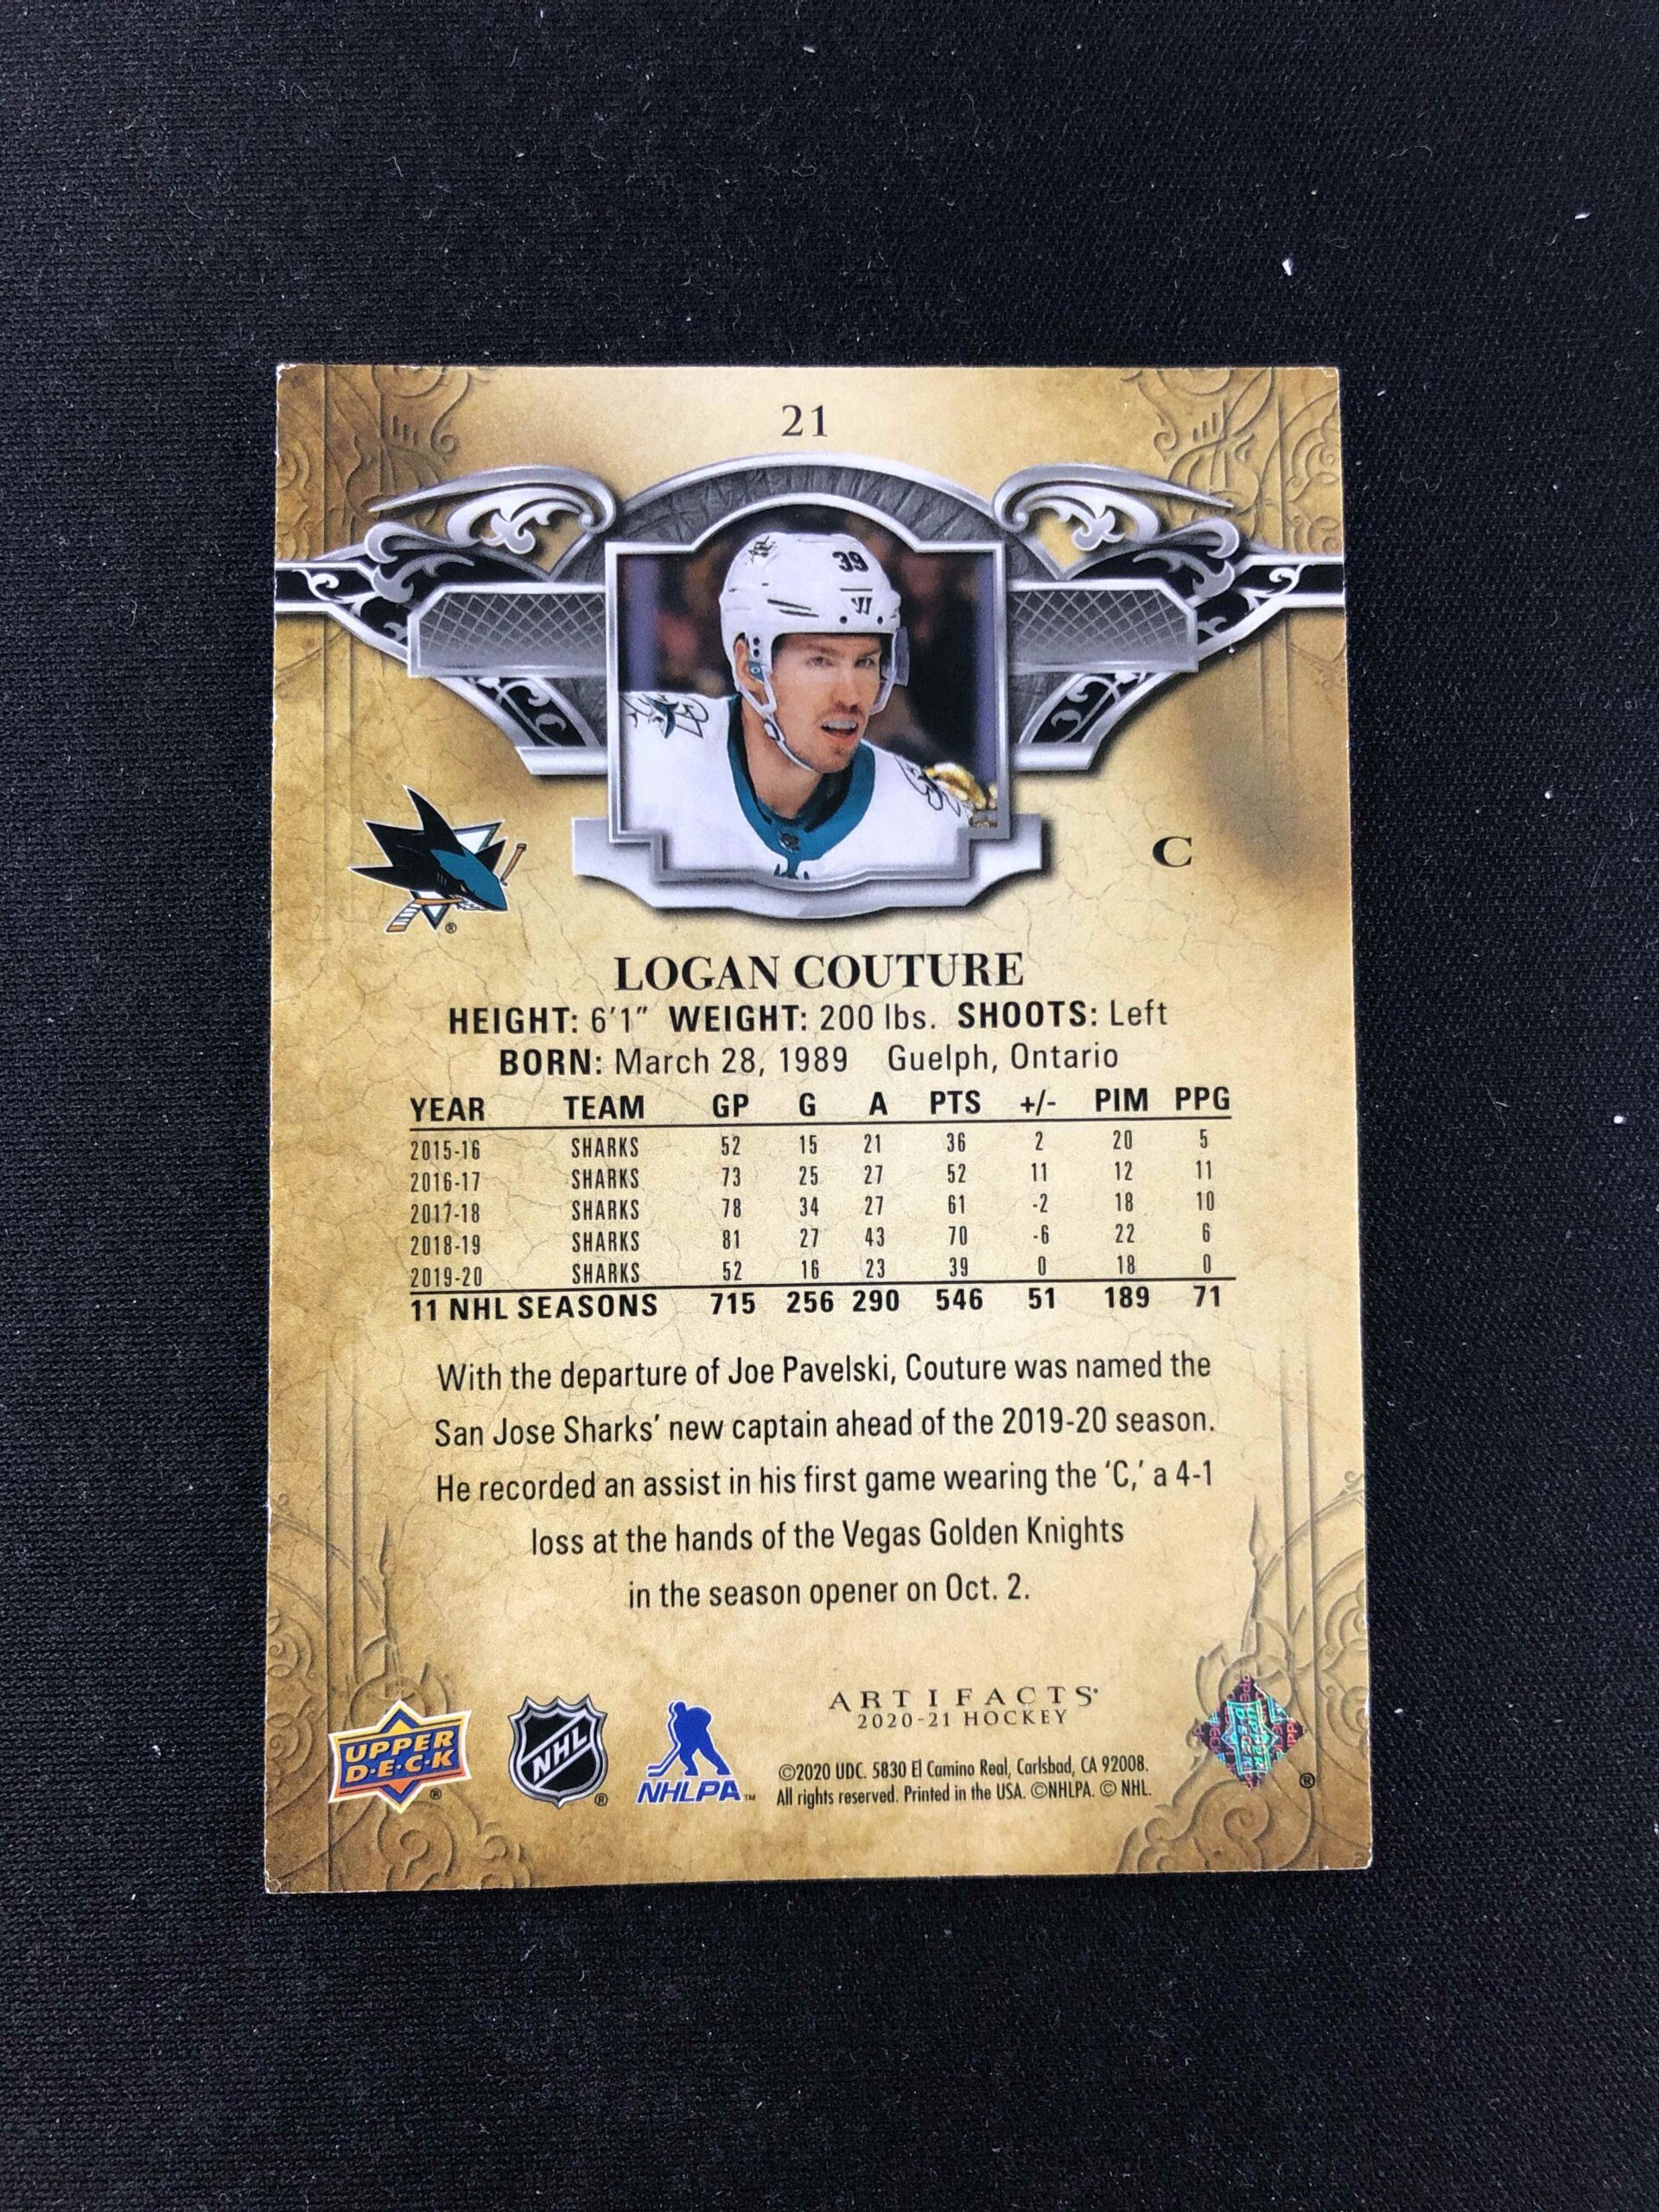 21
39
C
LOGAN COUTURE
HEIGHT: 6'1" WEIGHT: 200 lbs. SHOOTS: Left
BORN: March 28, 1989 Guelph, Ontario
YEAR TEAM GP G A PTS +/- PIM PPG
2015-16 SHARKS 52 15 21 36 2 20 5
2016-17 SHARKS 73 25 27 52 11 12 11
2017-18 SHARKS 78 34 27 61 -2 18 10
2018-19 SHARKS 81 27 43 70 -6 22 6
2019-20 SHARKS 52 16 23 39 0 18 0
11 NHL SEASONS 715 256 290 546 51 189 71
With the departure of Joe Pavelski, Couture was named the
San Jose Sharks' new captain ahead of the 2019-20 season.
He recorded an assist in his first game wearing the 'C,' a 4-1
loss at the hands of the Vegas Golden Knights
in the season opener on Oct. 2.
ARTIFACTS
2020-21 HOCKEY
UPPER
D•E•C•K ®
NHL ®
NHLPA™
©2020 UDC. 5830 El Camino Real, Carlsbad, CA 92008.
All rights reserved. Printed in the USA. ©NHLPA. © NHL.
UPPER DECK ®